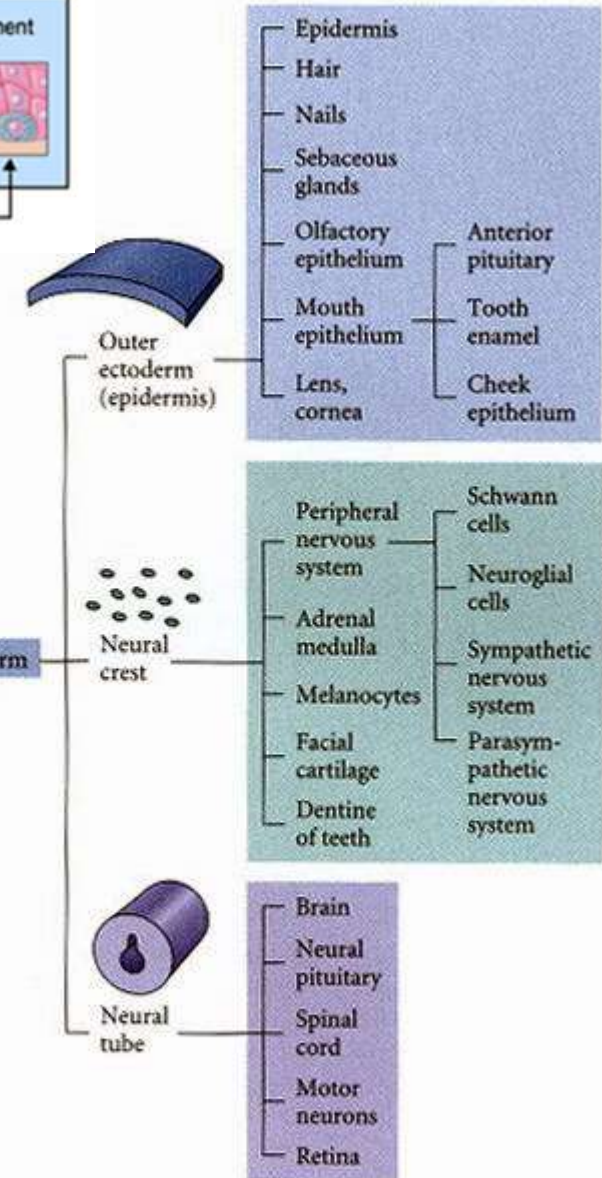 Epidermis
Hair
Nails
Sebaceous
glands
Olfactory
epithelium
Mouth
epithelium
Lens,
cornea
Anterior
pituitary
Tooth
enamel
Cheek
epithelium
Outer
ectoderm
(epidermis)
Peripheral
nervous
system
Adrenal
medulla
Melanocytes
Facial
cartilage
Dentine
of teeth
Schwann
cells
Neuroglial
cells
Sympathetic
nervous
system
Parasym-
pathetic
nervous
system
Neural
crest
Brain
Neural
pituitary
Spinal
cord
Motor
neurons
Retina
Neural
tube